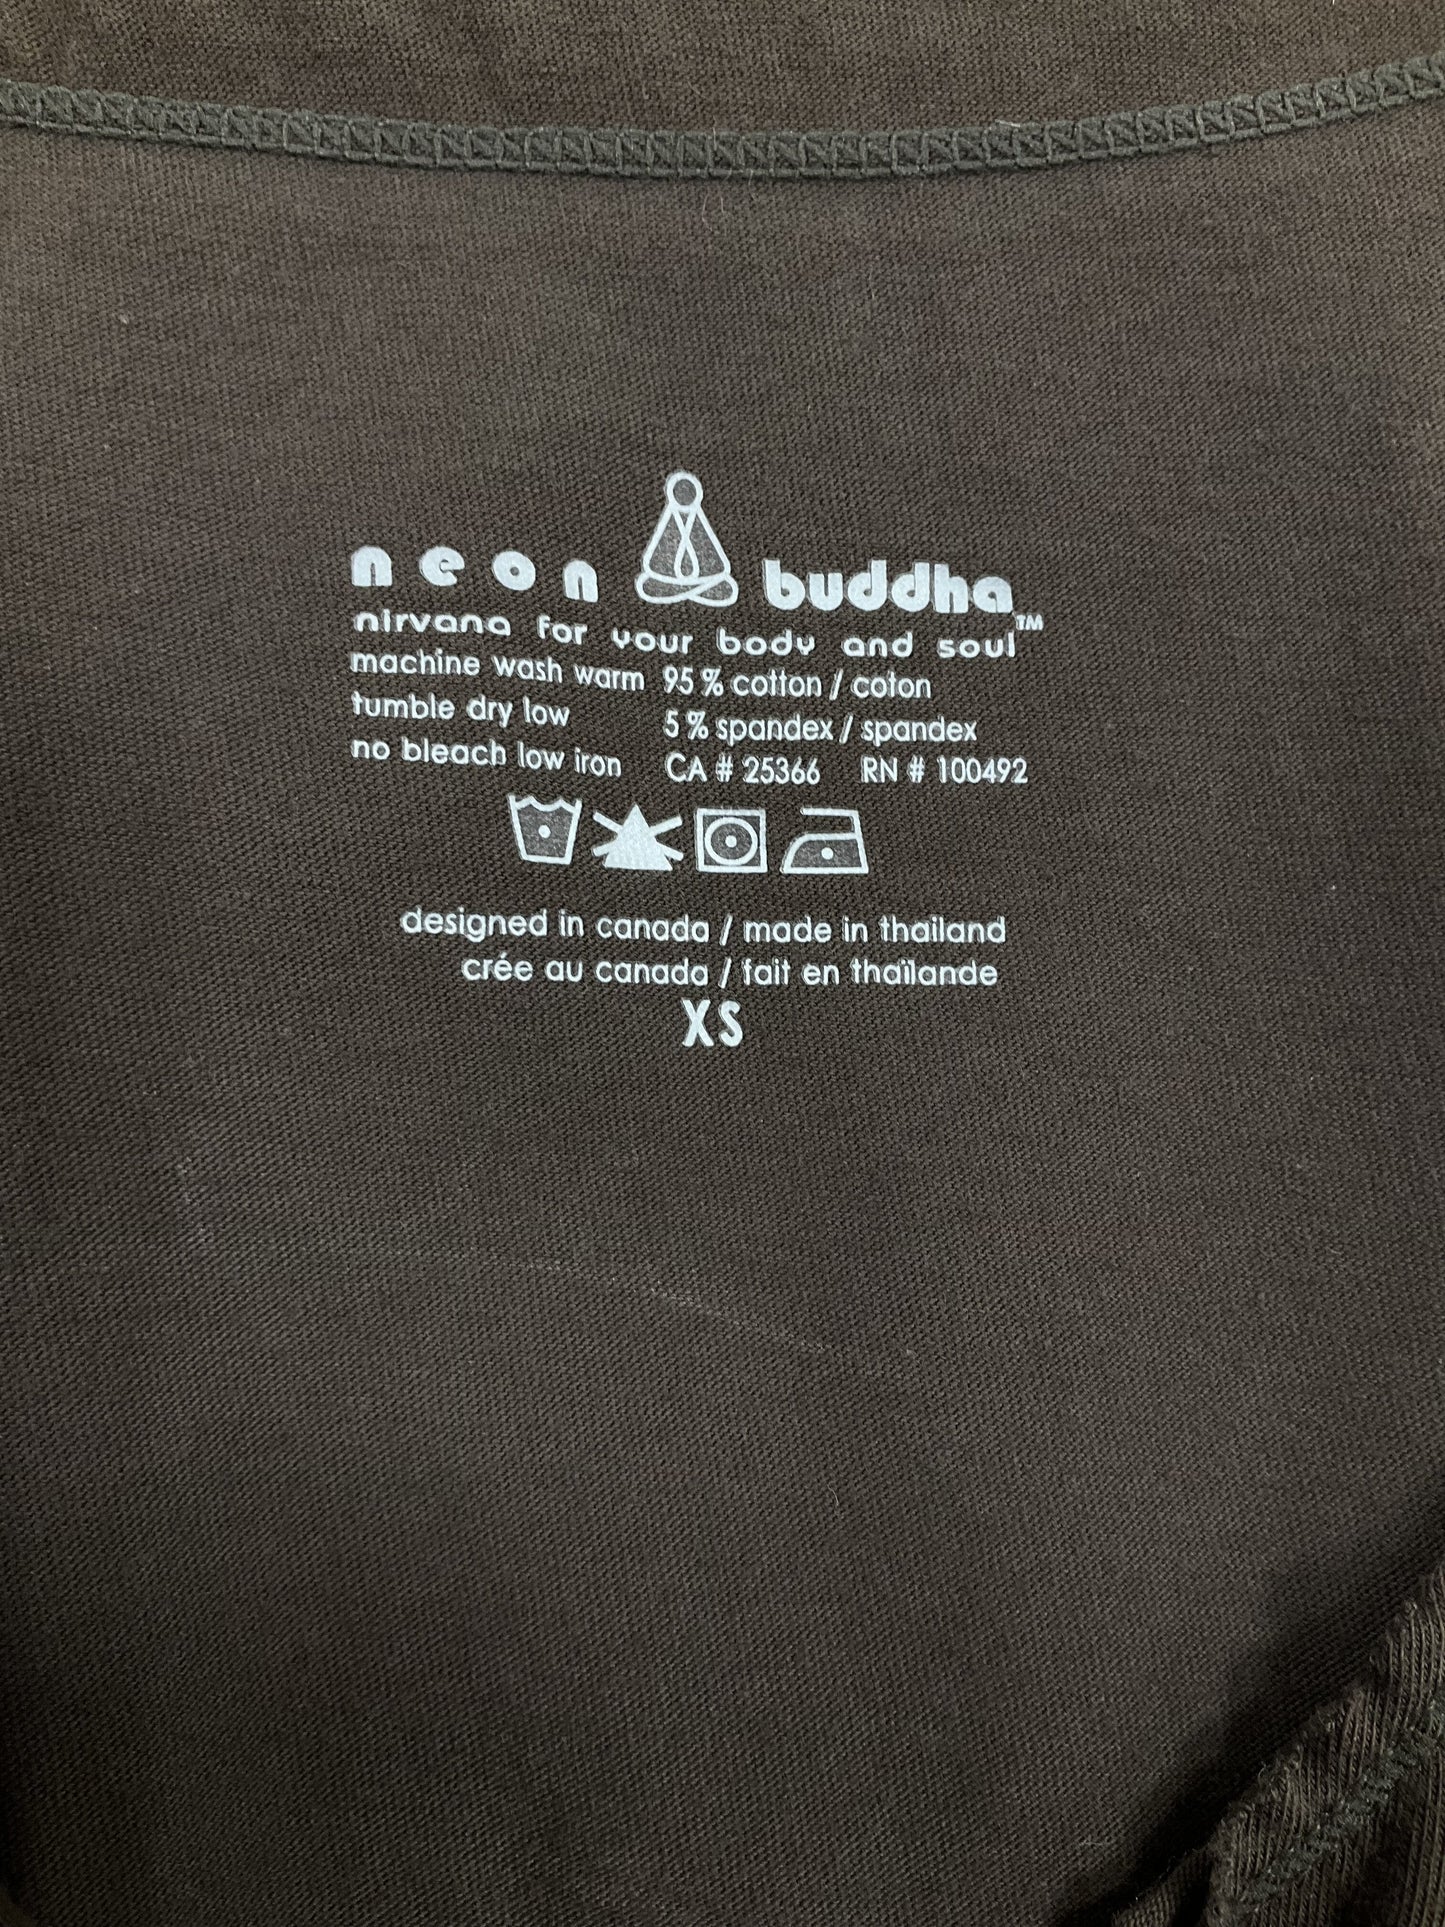 neon buddha™
nirvana for your body and soul
machine wash warm 95 % cotton / coton
tumble dry low 5 % spandex / spandex
no bleach low iron CA # 25366 RN # 100492
designed in canada / made in thailand
crée au canada / fait en thaïlande
XS